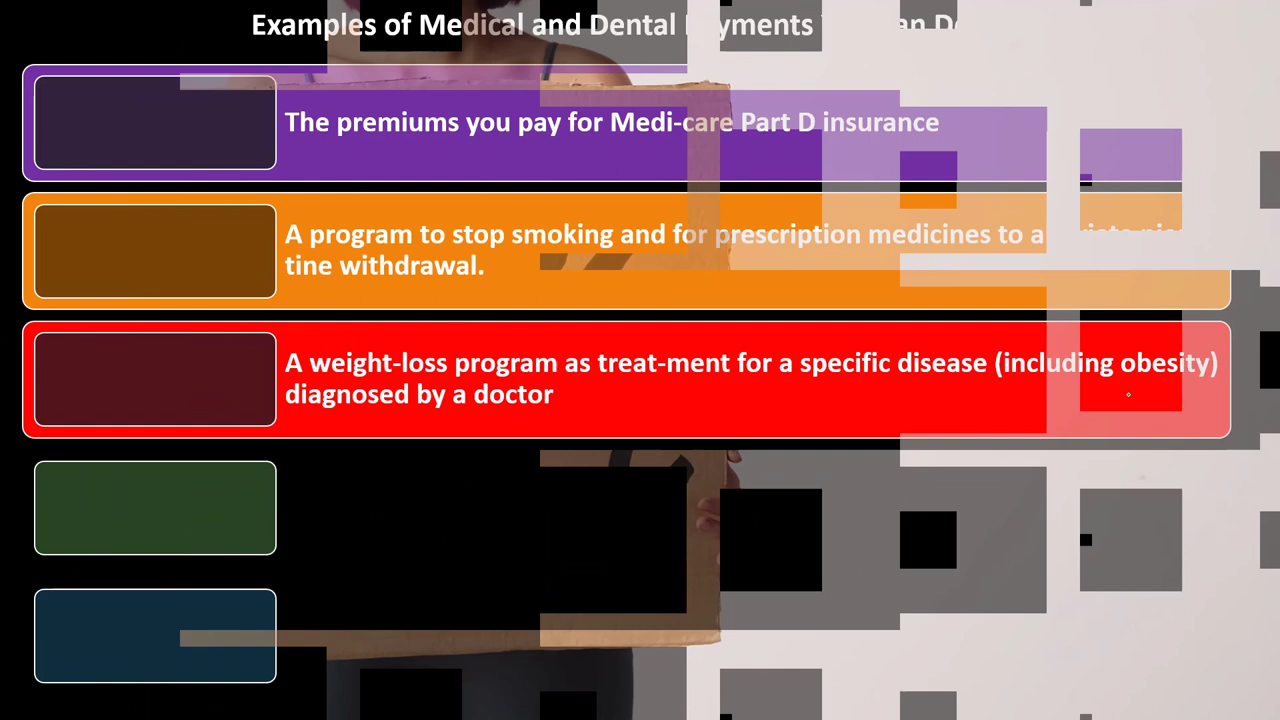 Examples of Medical and Dental
The premiums you pay for Medi-care Part D insurance
A program to stop smoking and for prescription medicines to
tine withdrawal.
A weight-loss program as treat-ment for a specific disease (including obesity)
diagnosed by a doctor